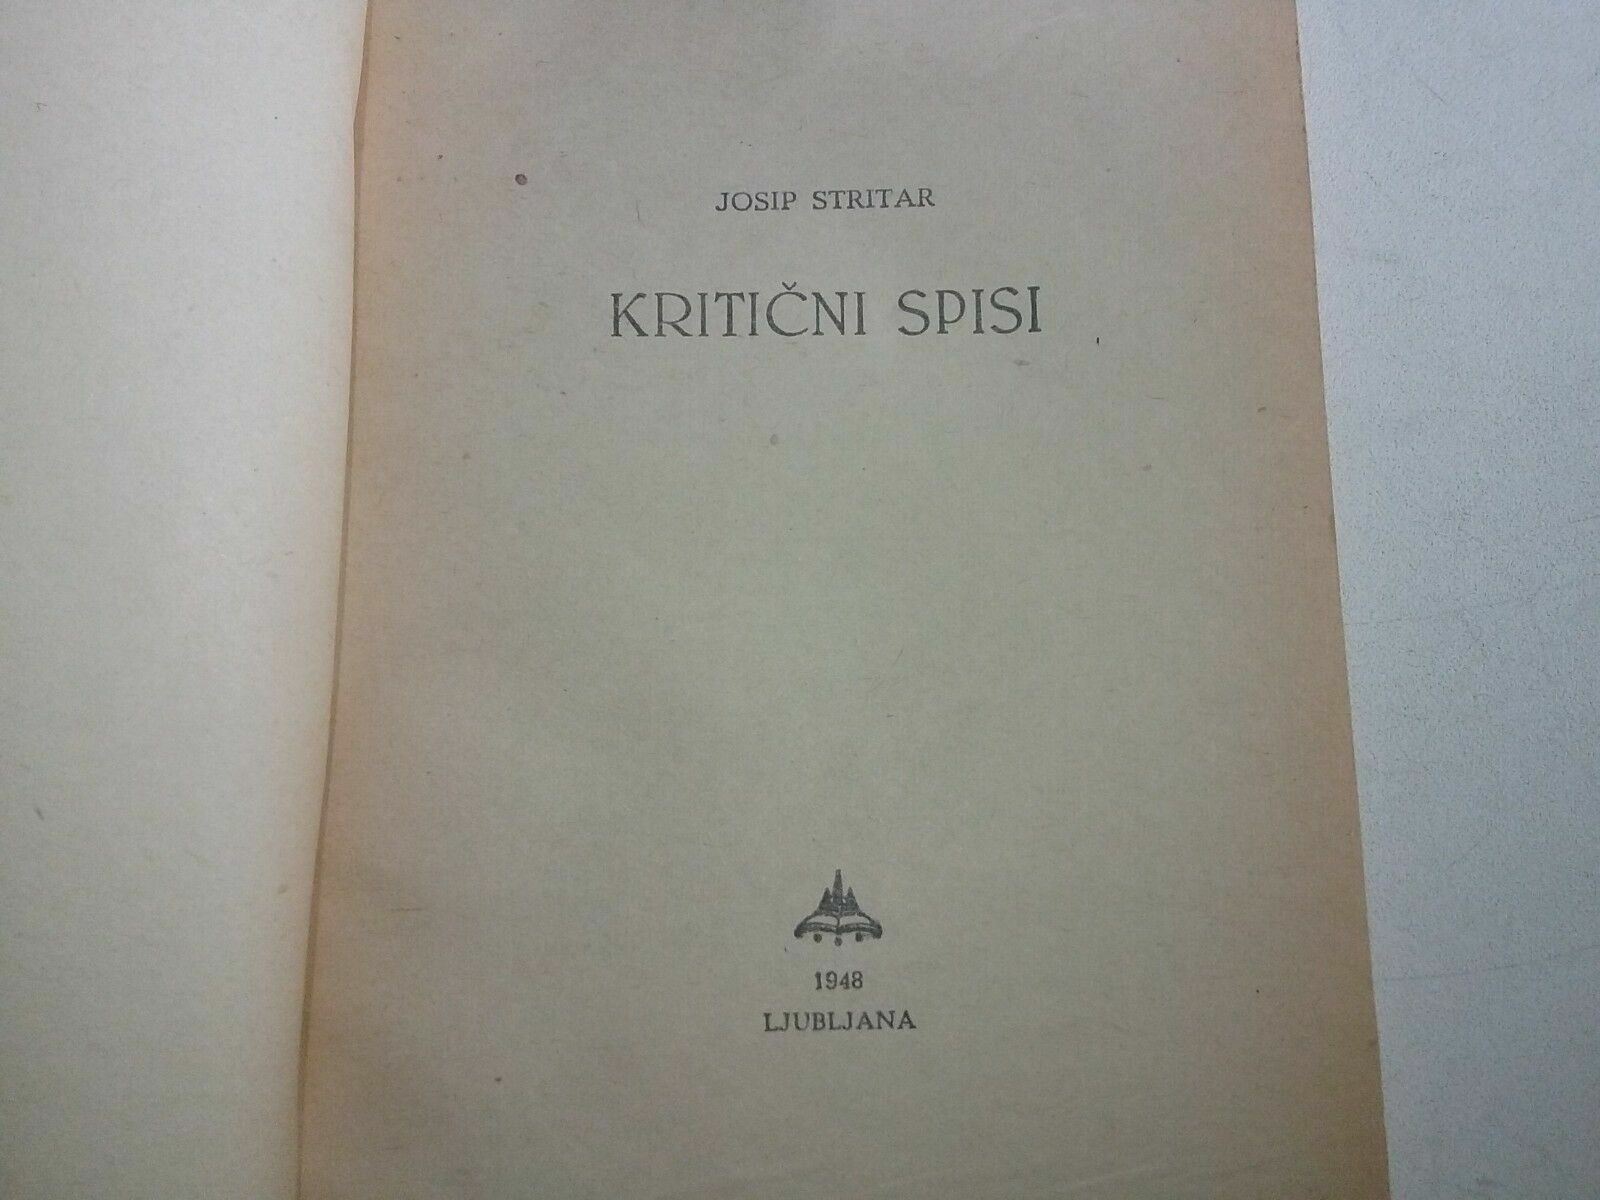 JOSIP STRITAR
KRITIČNI SPISI
1948
LJUBLJANA